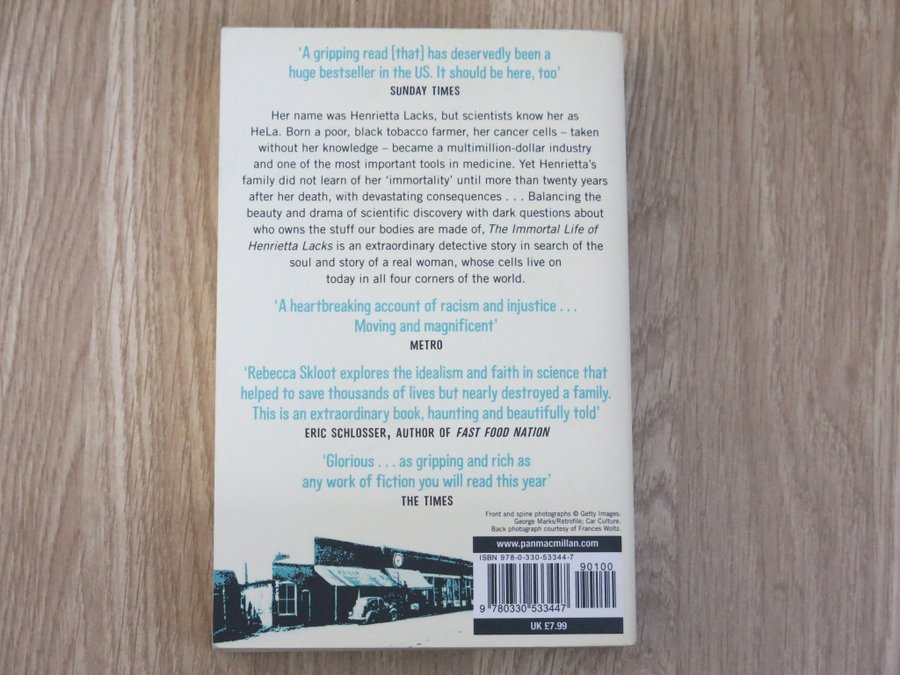 ‘A gripping read [that] has deservedly been a
huge bestseller in the US. It should be here, too’
SUNDAY TIMES
Her name was Henrietta Lacks, but scientists know her as
HeLa. Born a poor, black tobacco farmer, her cancer cells – taken
without her knowledge – became a multimillion-dollar industry
and one of the most important tools in medicine. Yet Henrietta’s
family did not learn of her ‘immortality’ until more than twenty years
after her death, with devastating consequences . . . Balancing the
beauty and drama of scientific discovery with dark questions about
who owns the stuff our bodies are made of, The Immortal Life of
Henrietta Lacks is an extraordinary detective story in search of the
soul and story of a real woman, whose cells live on
today in all four corners of the world.
‘A heartbreaking account of racism and injustice . . .
Moving and magnificent’
METRO
‘Rebecca Skloot explores the idealism and faith in science that
helped to save thousands of lives but nearly destroyed a family.
This is an extraordinary book, haunting and beautifully told’
ERIC SCHLOSSER, AUTHOR OF FAST FOOD NATION
‘Glorious . . . as gripping and rich as
any work of fiction you will read this year’
THE TIMES
Front and spine photographs © Getty Images:
George Marks/Retrofile; Car Culture.
Back photograph courtesy of Frances Woltz.
www.panmacmillan.com
ISBN 978-0-330-53344-7
90100
9 780330 533447
UK £7.99